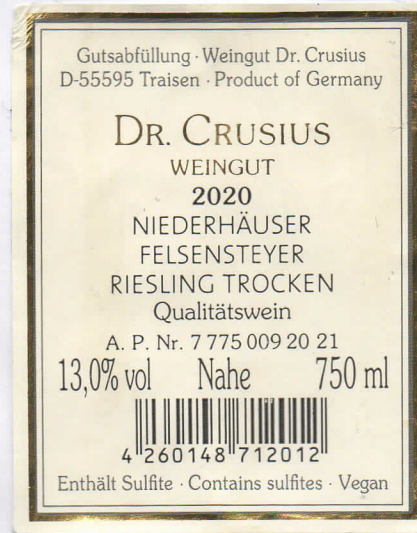 Gutsabfüllung · Weingut Dr. Crusius
D-55595 Traisen · Product of Germany
DR. CRUSIUS
WEINGUT
2020
NIEDERHÄUSER
FELSENSTEYER
RIESLING TROCKEN
Qualitätswein
A. P. Nr. 7 775 009 20 21
13,0% vol Nahe 750 ml
4 260148 712012
Enthält Sulfite · Contains sulfites · Vegan